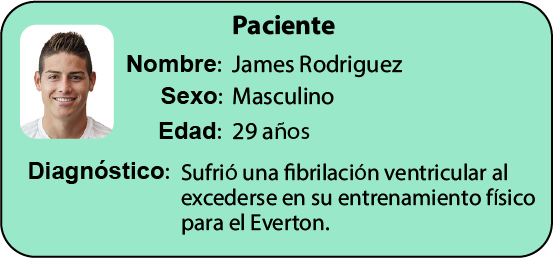 Paciente
Nombre: James Rodriguez
Sexo: Masculino
Edad: 29 años
Diagnóstico: Sufrió una fibrilación ventricular al
excederse en su entrenamiento físico
para el Everton.